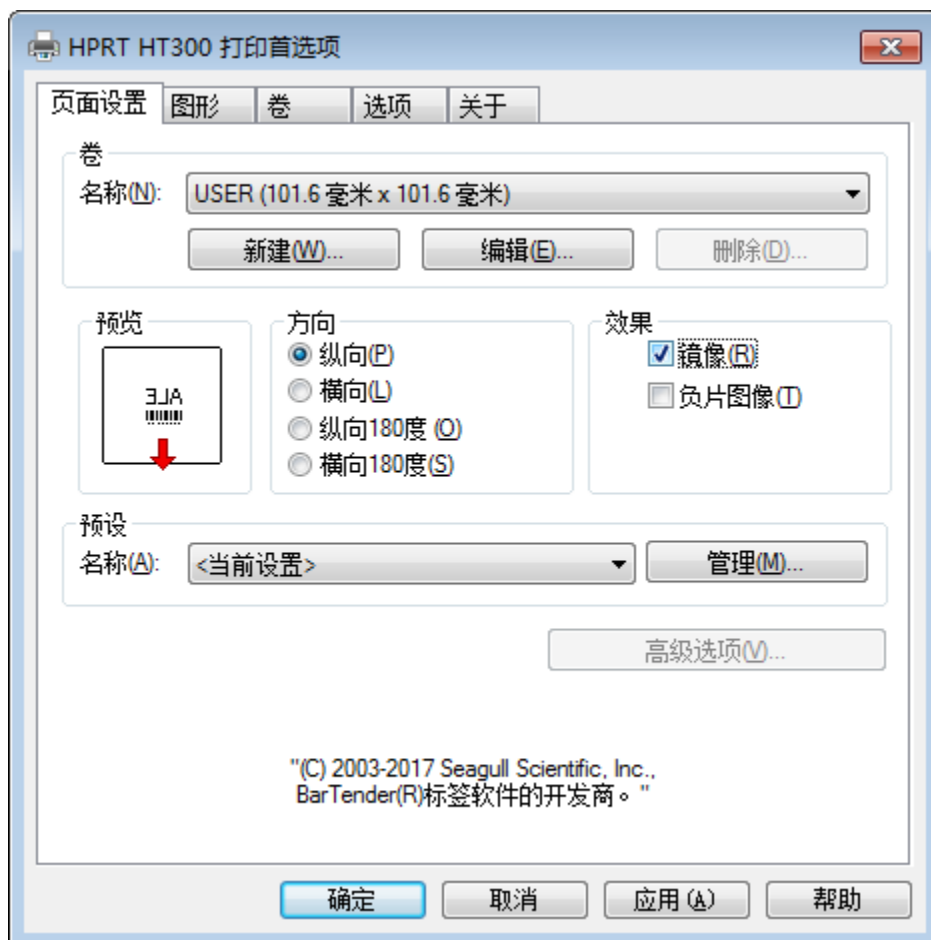 HPRT HT300 打印首选项
页面设置 图形 卷 选项 关于
卷
名称(N): USER (101.6 毫米 x 101.6 毫米)
新建(W)... 编辑(E)... 删除(D)...
预览 方向 效果
纵向(P) 镜像(R)
横向(L) 负片图像(T)
纵向180度 (O)
横向180度(S)
ALE
预设
名称(A): <当前设置> 管理(M)...
高级选项(V)...
"(C) 2003-2017 Seagull Scientific, Inc.,
BarTender(R)标签软件的开发商。"
确定 取消 应用 (A) 帮助